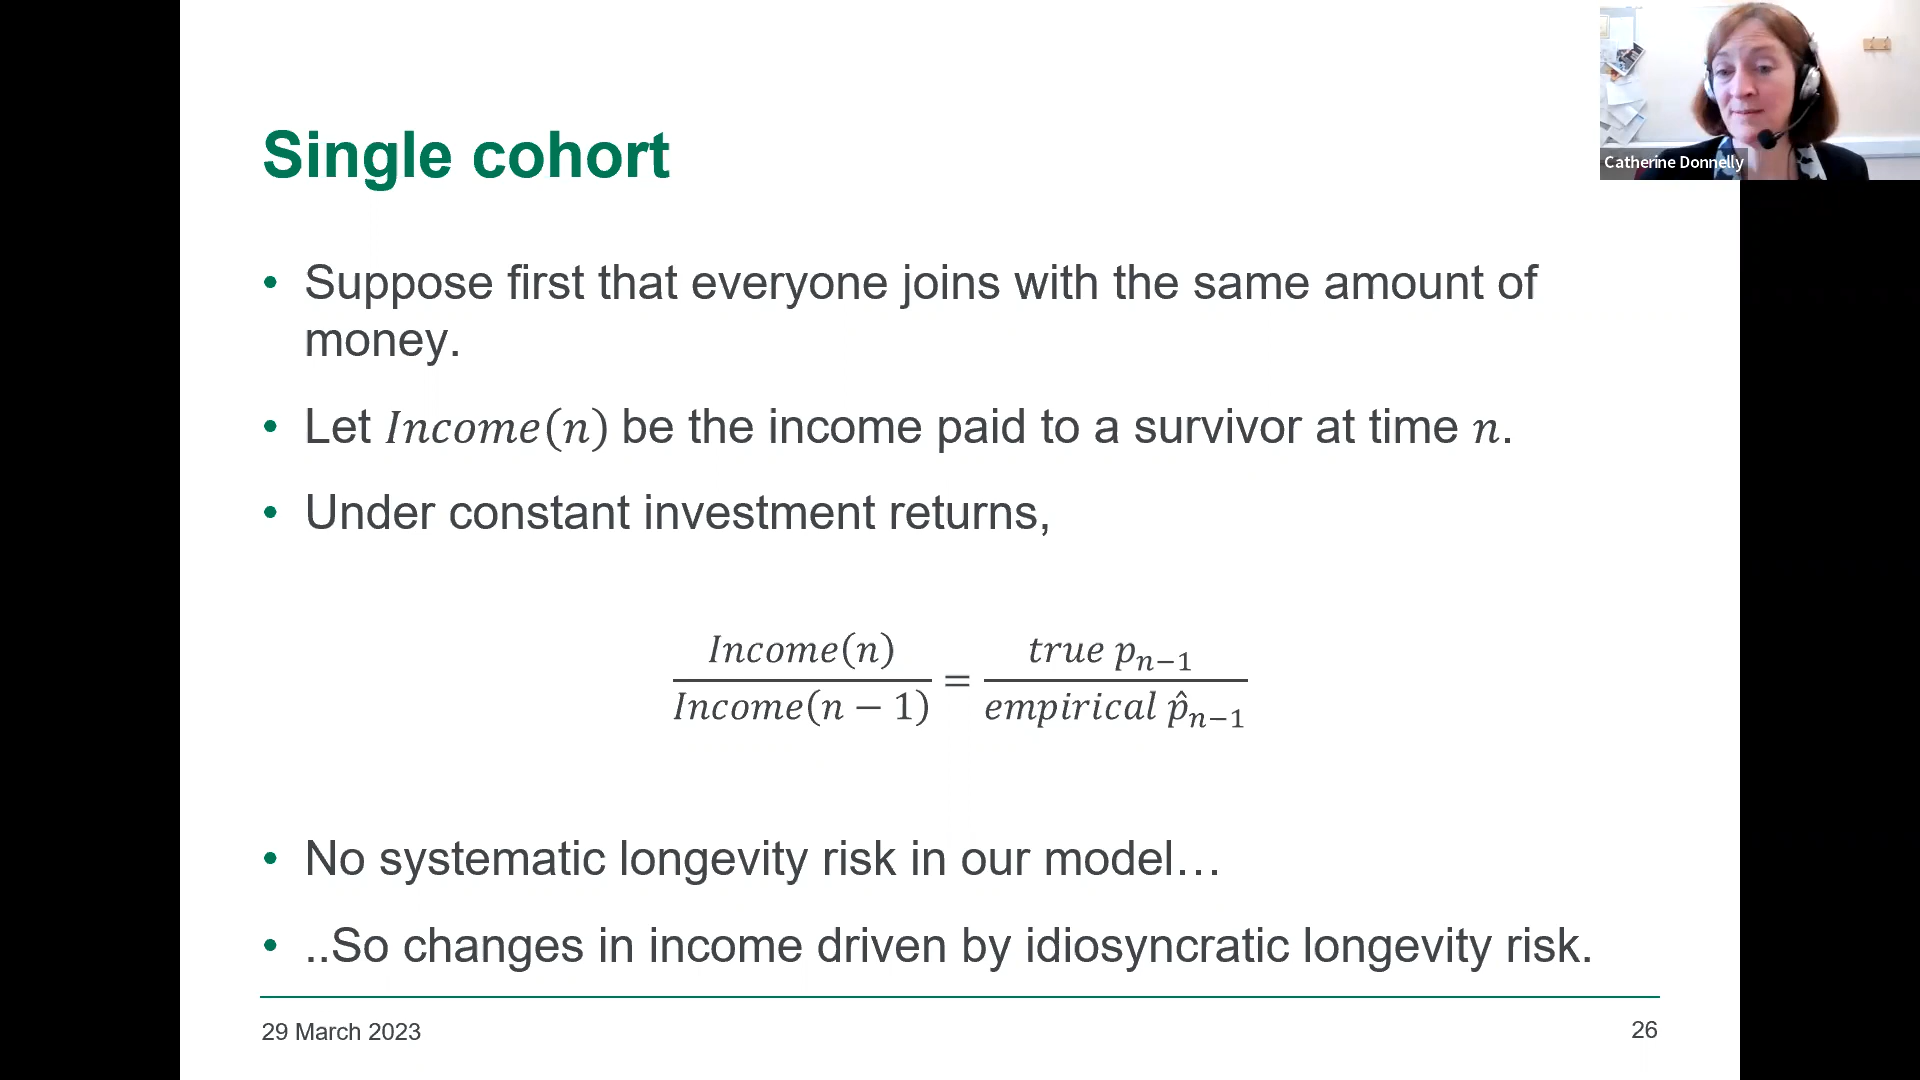 Catherine Donnelly
Single cohort
• Suppose first that everyone joins with the same amount of
money.
• Let Income(n) be the income paid to a survivor at time n.
• Under constant investment returns,
Income(n) / Income(n − 1) = true pₙ₋₁ / empirical p̂ₙ₋₁
• No systematic longevity risk in our model…
• ..So changes in income driven by idiosyncratic longevity risk.
29 March 2023
26